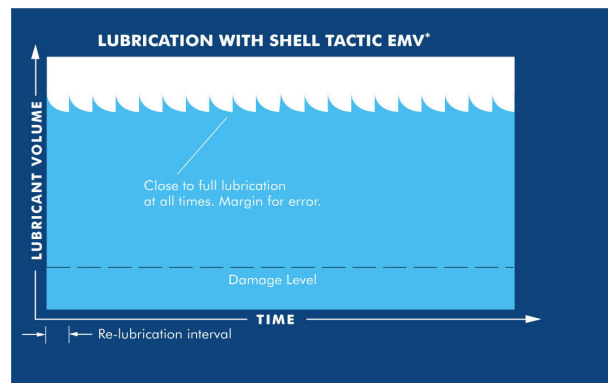 LUBRICATION WITH SHELL TACTIC EMV*
LUBRICANT VOLUME
Close to full lubrication
at all times. Margin for error.
Damage Level
TIME
Re-lubrication interval